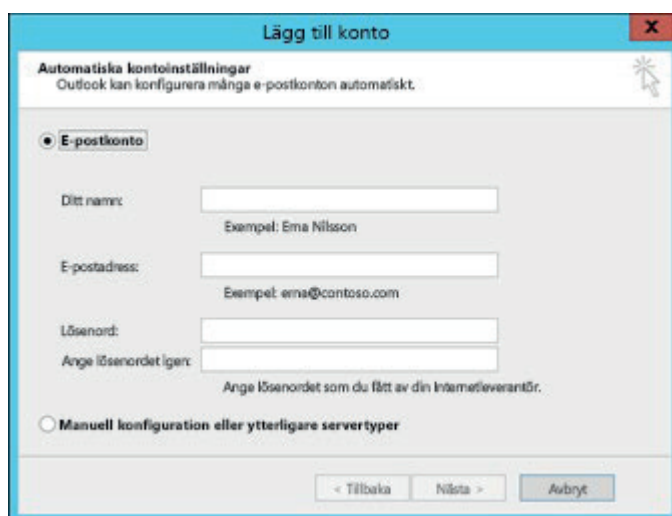 Lägg till konto
Automatiska kontoinställningar
Outlook kan konfigurera många e-postkonton automatiskt.
E-postkonto
Ditt namn:
Exempel: Erna Nilsson
E-postadress:
Exempel: erna@contoso.com
Lösenord:
Ange lösenordet igen:
Ange lösenordet som du fått av din Internetleverantör.
Manuell konfiguration eller ytterligare servertyper
< Tillbaka Nästa > Avbryt